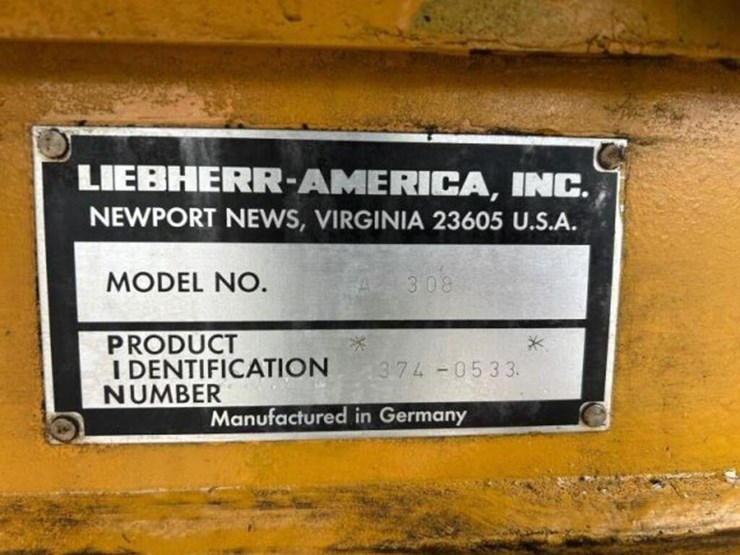 LIEBHERR-AMERICA, INC.
NEWPORT NEWS, VIRGINIA 23605 U.S.A.
MODEL NO. A 308
PRODUCT * *
IDENTIFICATION 374-0533
NUMBER
Manufactured in Germany